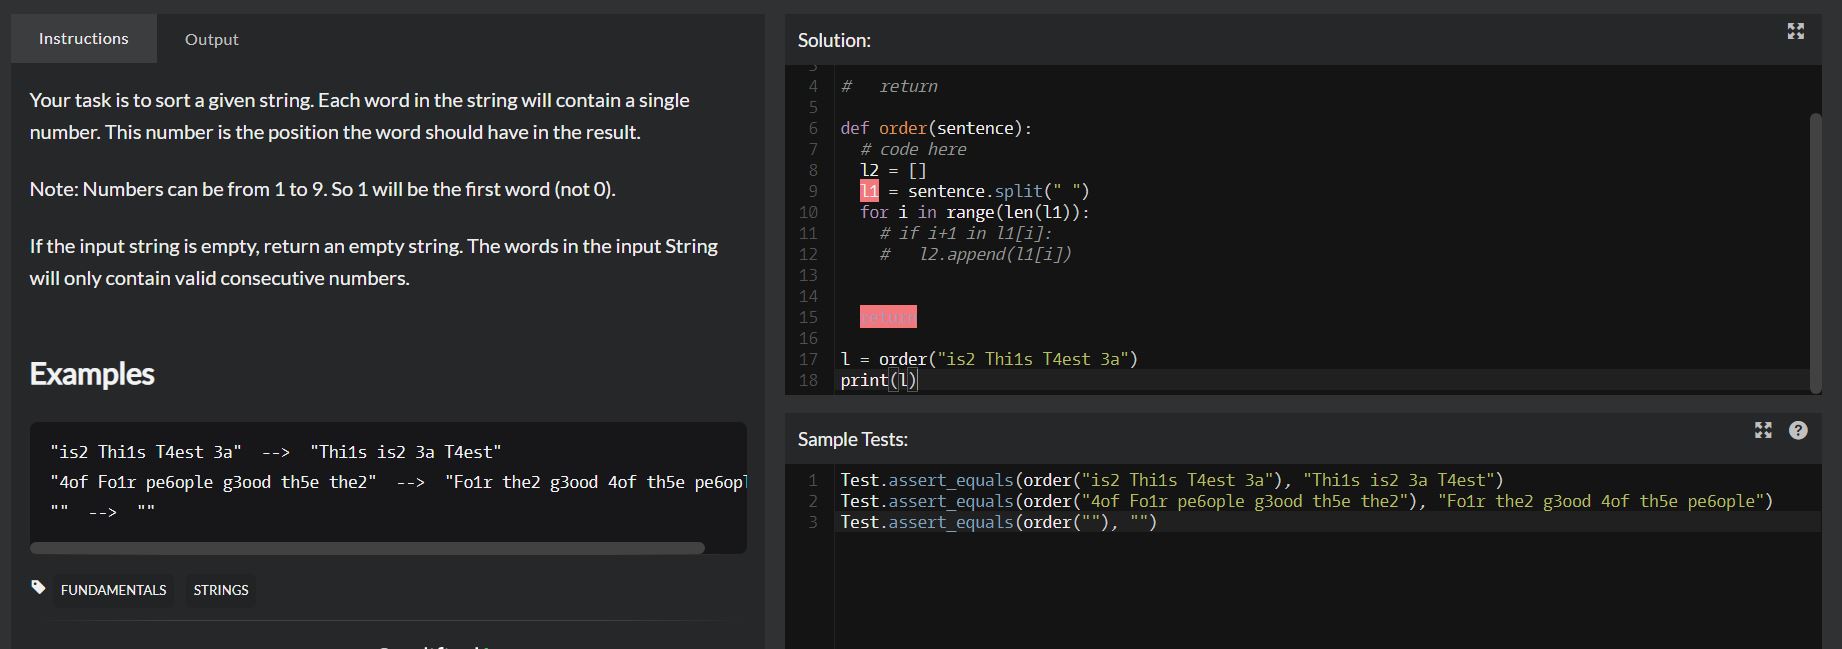 Instructions
Output
Your task is to sort a given string. Each word in the string will contain a single
number. This number is the position the word should have in the result.
Note: Numbers can be from 1 to 9. So 1 will be the first word (not 0).
If the input string is empty, return an empty string. The words in the input String
will only contain valid consecutive numbers.
Examples
"is2 Thi1s T4est 3a"  -->  "Thi1s is2 3a T4est"
"4of Fo1r pe6ople g3ood th5e the2"  -->  "Fo1r the2 g3ood 4of th5e pe6opl
""  -->  ""
FUNDAMENTALS
STRINGS
Solution:
4 #   return
5
6 def order(sentence):
7   # code here
8   l2 = []
9   l1 = sentence.split(" ")
10   for i in range(len(l1)):
11     # if i+1 in l1[i]:
12     #   l2.append(l1[i])
13
14
15   return
16
17 l = order("is2 Thi1s T4est 3a")
18 print(l)
Sample Tests:
?
1 Test.assert_equals(order("is2 Thi1s T4est 3a"), "Thi1s is2 3a T4est")
2 Test.assert_equals(order("4of Fo1r pe6ople g3ood th5e the2"), "Fo1r the2 g3ood 4of th5e pe6ople")
3 Test.assert_equals(order(""), "")